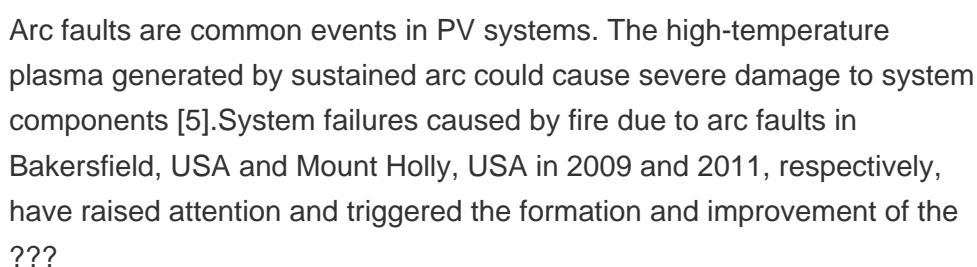 Arc faults are common events in PV systems. The high-temperature
plasma generated by sustained arc could cause severe damage to system
components [5].System failures caused by fire due to arc faults in
Bakersfield, USA and Mount Holly, USA in 2009 and 2011, respectively,
have raised attention and triggered the formation and improvement of the
???